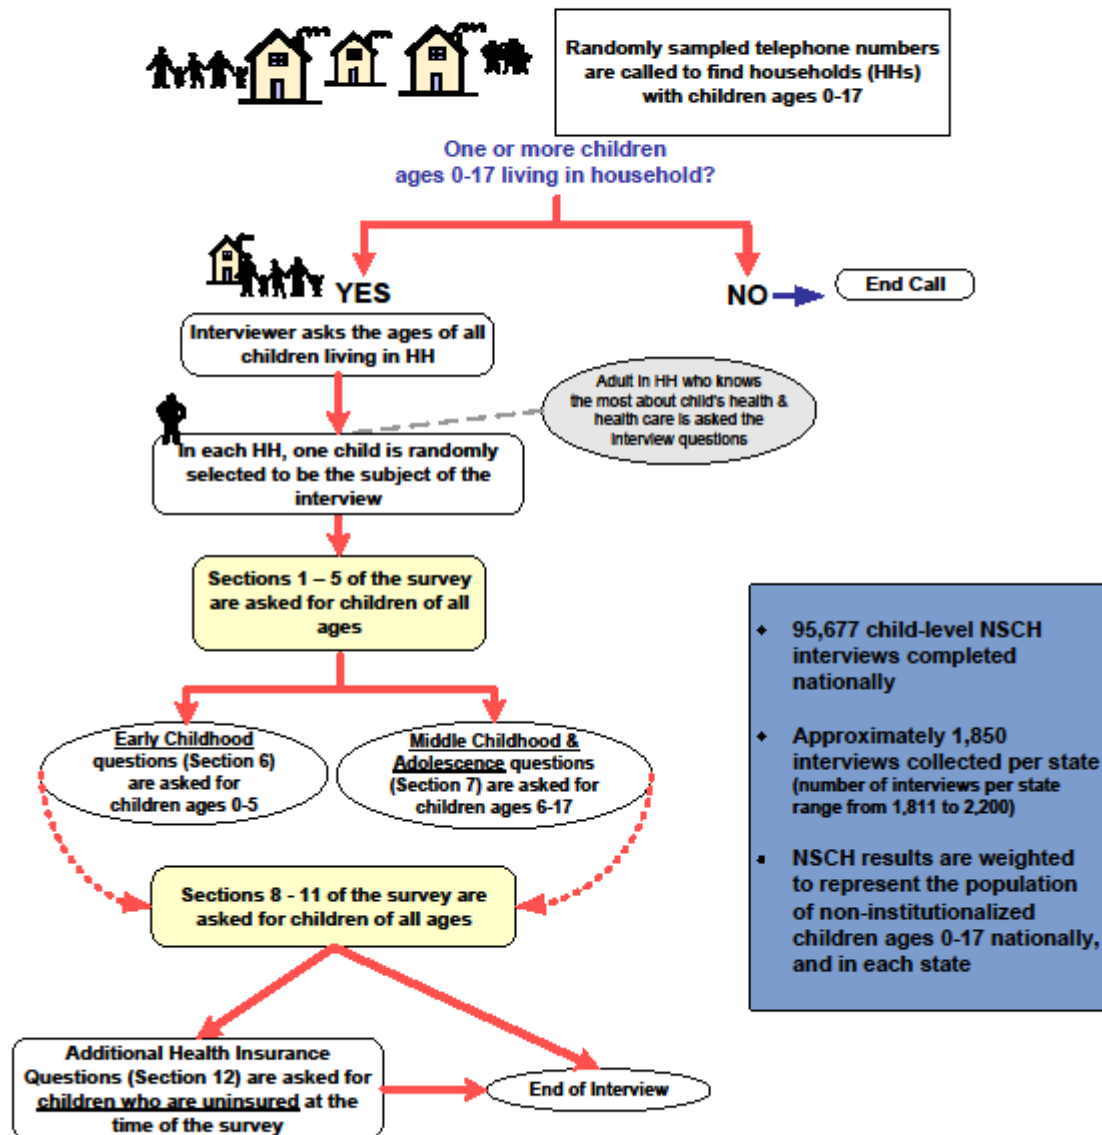 Randomly sampled telephone numbers
are called to find households (HHs)
with children ages 0-17
One or more children
ages 0-17 living in household?
YES
NO
End Call
Interviewer asks the ages of all
children living in HH
Adult in HH who knows
the most about child's health &
health care is asked the
interview questions
In each HH, one child is randomly
selected to be the subject of the
interview
Sections 1 – 5 of the survey
are asked for children of all
ages
Early Childhood
questions (Section 6)
are asked for
children ages 0-5
Middle Childhood &
Adolescence questions
(Section 7) are asked for
children ages 6-17
Sections 8 - 11 of the survey are
asked for children of all ages
Additional Health Insurance
Questions (Section 12) are asked for
children who are uninsured at the
time of the survey
End of Interview
95,677 child-level NSCH
interviews completed
nationally
Approximately 1,850
interviews collected per state
(number of interviews per state
range from 1,811 to 2,200)
NSCH results are weighted
to represent the population
of non-institutionalized
children ages 0-17 nationally,
and in each state